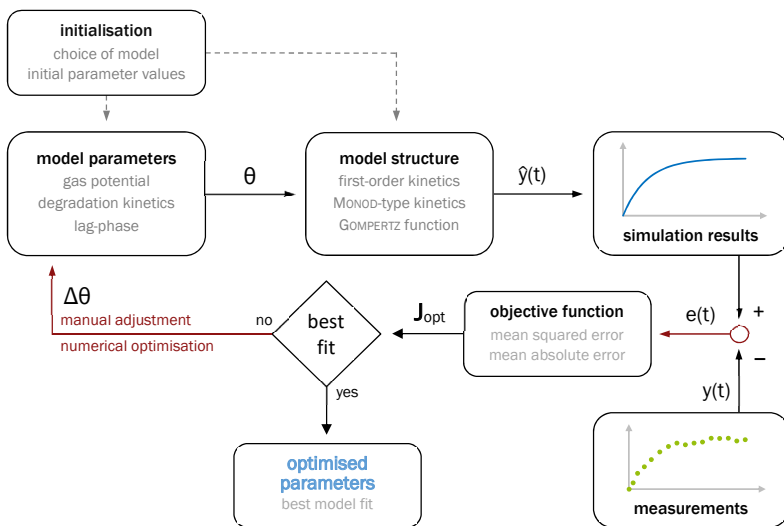 initialisation
choice of model
initial parameter values
model parameters
gas potential
degradation kinetics
lag-phase
θ
model structure
first-order kinetics
MONOD-type kinetics
GOMPERTZ function
ŷ(t)
simulation results
Δθ
manual adjustment
numerical optimisation
no
best
fit
yes
Jopt
objective function
mean squared error
mean absolute error
e(t)
+
−
y(t)
optimised
parameters
best model fit
measurements